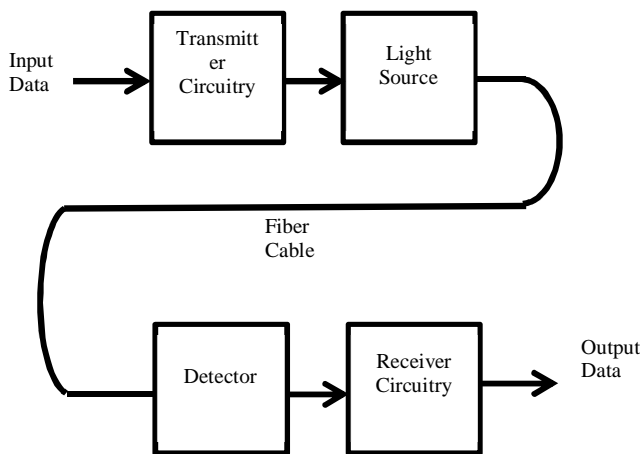 Input
Data
Transmitt
er
Circuitry
Light
Source
Fiber
Cable
Detector
Receiver
Circuitry
Output
Data